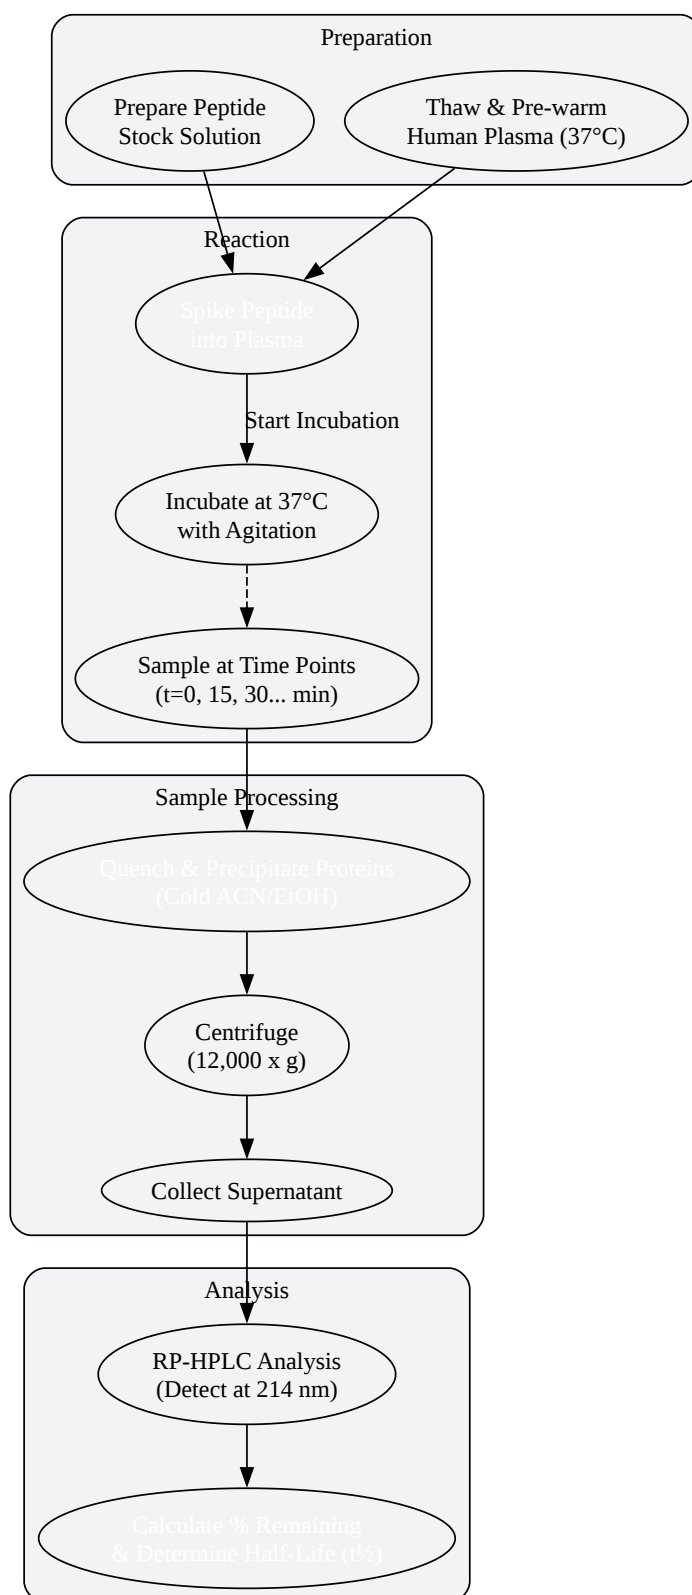 Preparation
Prepare Peptide
Stock Solution
Thaw & Pre-warm
Human Plasma (37°C)
Reaction
Spike Peptide
into Plasma
Start Incubation
Incubate at 37°C
with Agitation
Sample at Time Points
(t=0, 15, 30... min)
Sample Processing
Quench & Precipitate Proteins
(Cold ACN/EtOH)
Centrifuge
(12,000 x g)
Collect Supernatant
Analysis
RP-HPLC Analysis
(Detect at 214 nm)
Calculate % Remaining
& Determine Half-Life (t½)